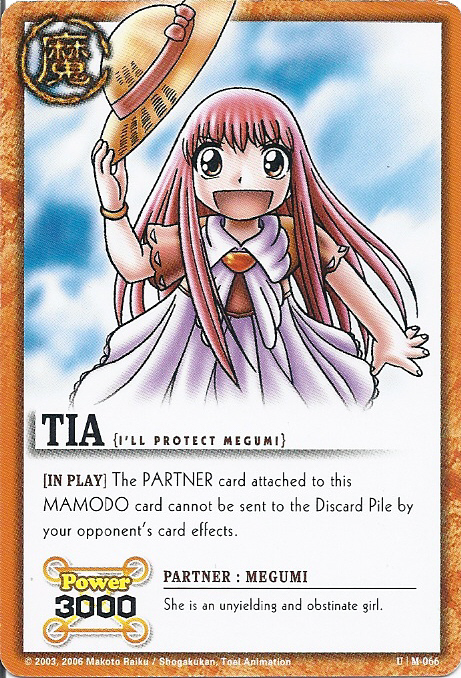 魔
TIA {I'LL PROTECT MEGUMI}
[IN PLAY] The PARTNER card attached to this
MAMODO card cannot be sent to the Discard Pile by
your opponent's card effects.
Power
3000
PARTNER : MEGUMI
She is an unyielding and obstinate girl.
© 2003, 2006 Makoto Raiku / Shogakukan, Toei Animation
U | M-066